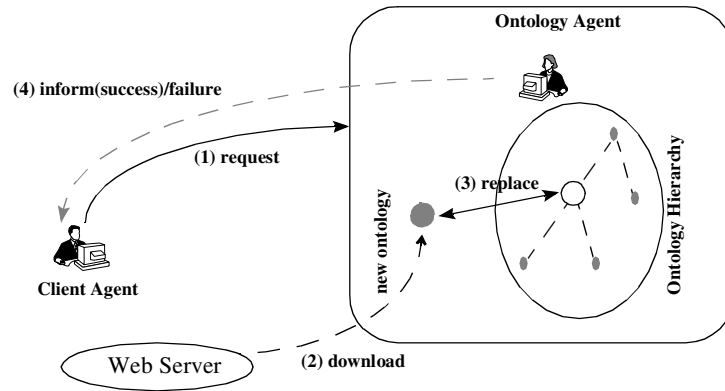 Ontology Agent
(4) inform(success)/failure
(1) request
(3) replace
new ontology
Ontology Hierarchy
Client Agent
Web Server
(2) download